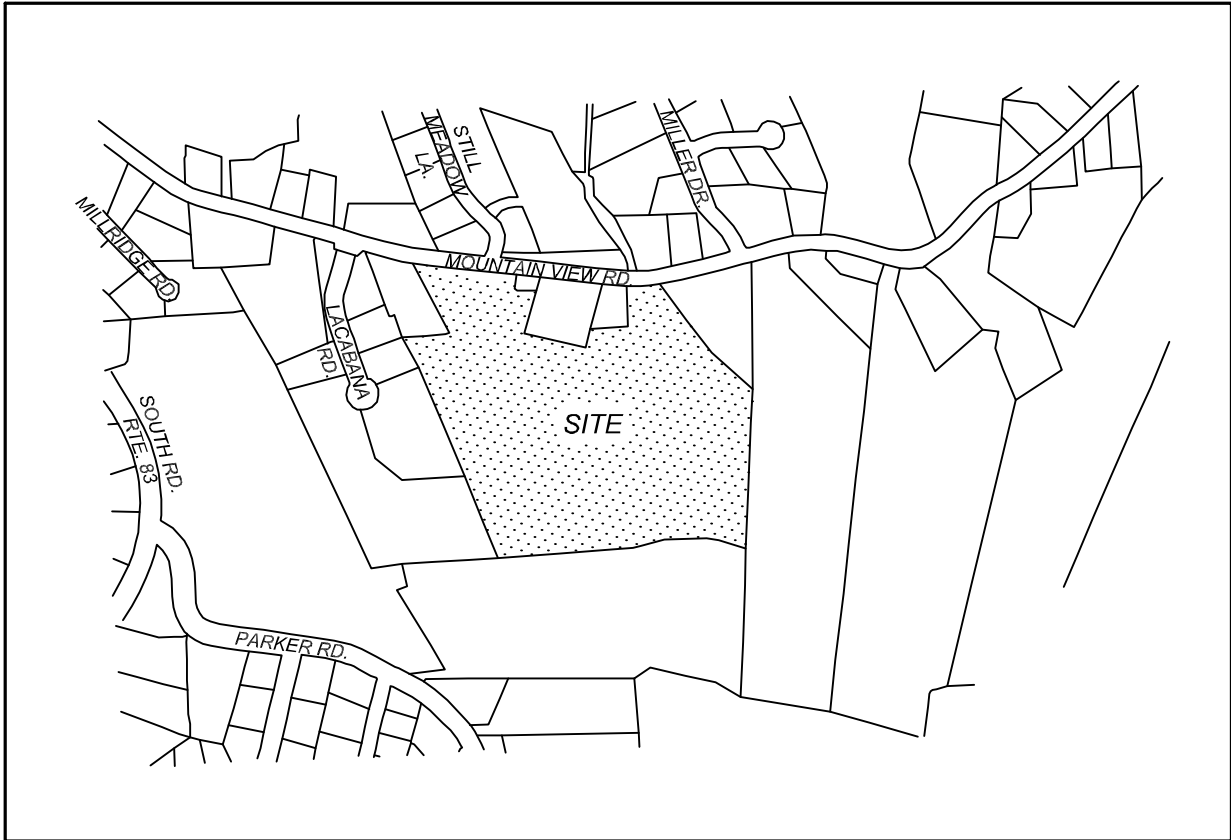 STILL
MEADOW
LA.
MILLER DR.
MILLRIDGE RD.
MOUNTAIN VIEW RD.
LACABANA
RD.
SITE
SOUTH RD.
RTE. 83
PARKER RD.